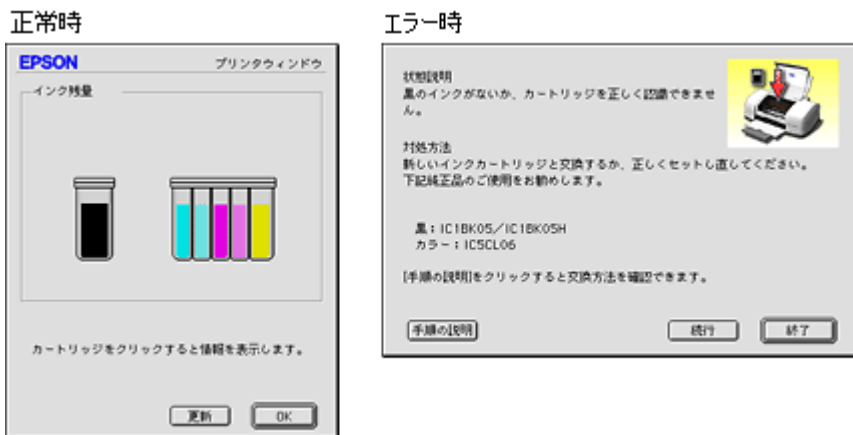 正常時
EPSON プリンタウィンドウ
インク残量
カートリッジをクリックすると情報を表示します。
更新 OK
エラー時
状態説明
黒のインクがないか、カートリッジを正しく認識できませ
ん。
対処方法
新しいインクカートリッジと交換するか、正しくセットし直してください。
下記純正品のご使用をお勧めします。
黒：IC1BK05／IC1BK05H
カラー：IC5CL06
[手順の説明]をクリックすると交換方法を確認できます。
手順の説明 続行 終了